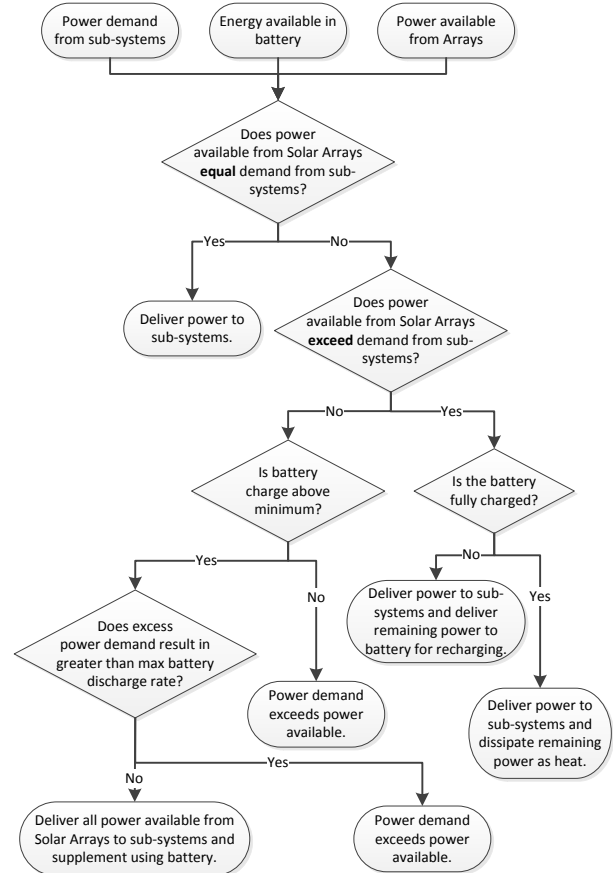 Power demand
from sub-systems
Energy available in
battery
Power available
from Arrays
Does power
available from Solar Arrays
equal demand from sub-
systems?
Yes
No
Deliver power to
sub-systems.
Does power
available from Solar Arrays
exceed demand from sub-
systems?
No
Yes
Is battery
charge above
minimum?
Is the battery
fully charged?
Yes
No
No
Yes
Deliver power to sub-
systems and deliver
remaining power to
battery for recharging.
Does excess
power demand result in
greater than max battery
discharge rate?
Power demand
exceeds power
available.
Deliver power to
sub-systems and
dissipate remaining
power as heat.
Yes
No
Deliver all power available from
Solar Arrays to sub-systems and
supplement using battery.
Power demand
exceeds power
available.